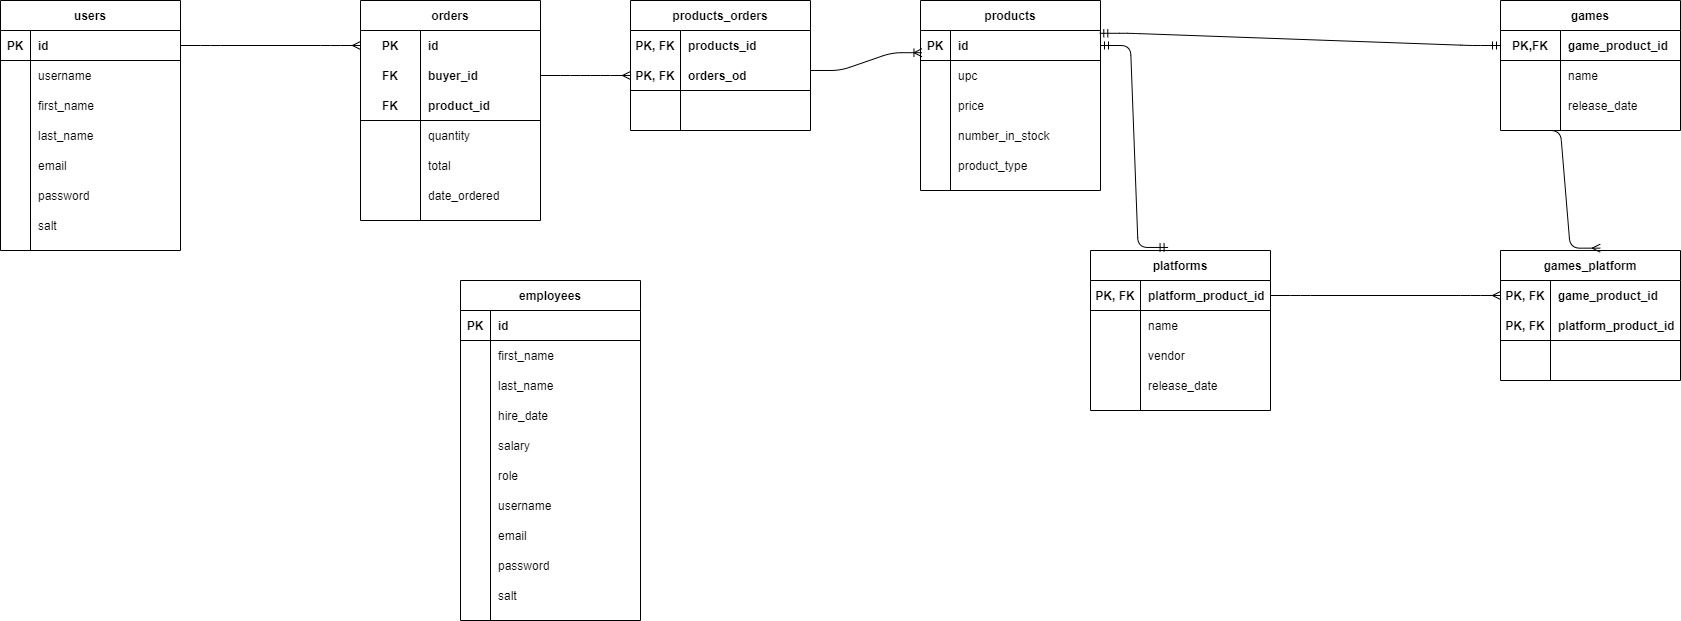 users
PK id
username
first_name
last_name
email
password
salt
orders
PK id
FK buyer_id
FK product_id
quantity
total
date_ordered
products_orders
PK, FK products_id
PK, FK orders_od
products
PK id
upc
price
number_in_stock
product_type
games
PK,FK game_product_id
name
release_date
employees
PK id
first_name
last_name
hire_date
salary
role
username
email
password
salt
platforms
PK, FK platform_product_id
name
vendor
release_date
games_platform
PK, FK game_product_id
PK, FK platform_product_id